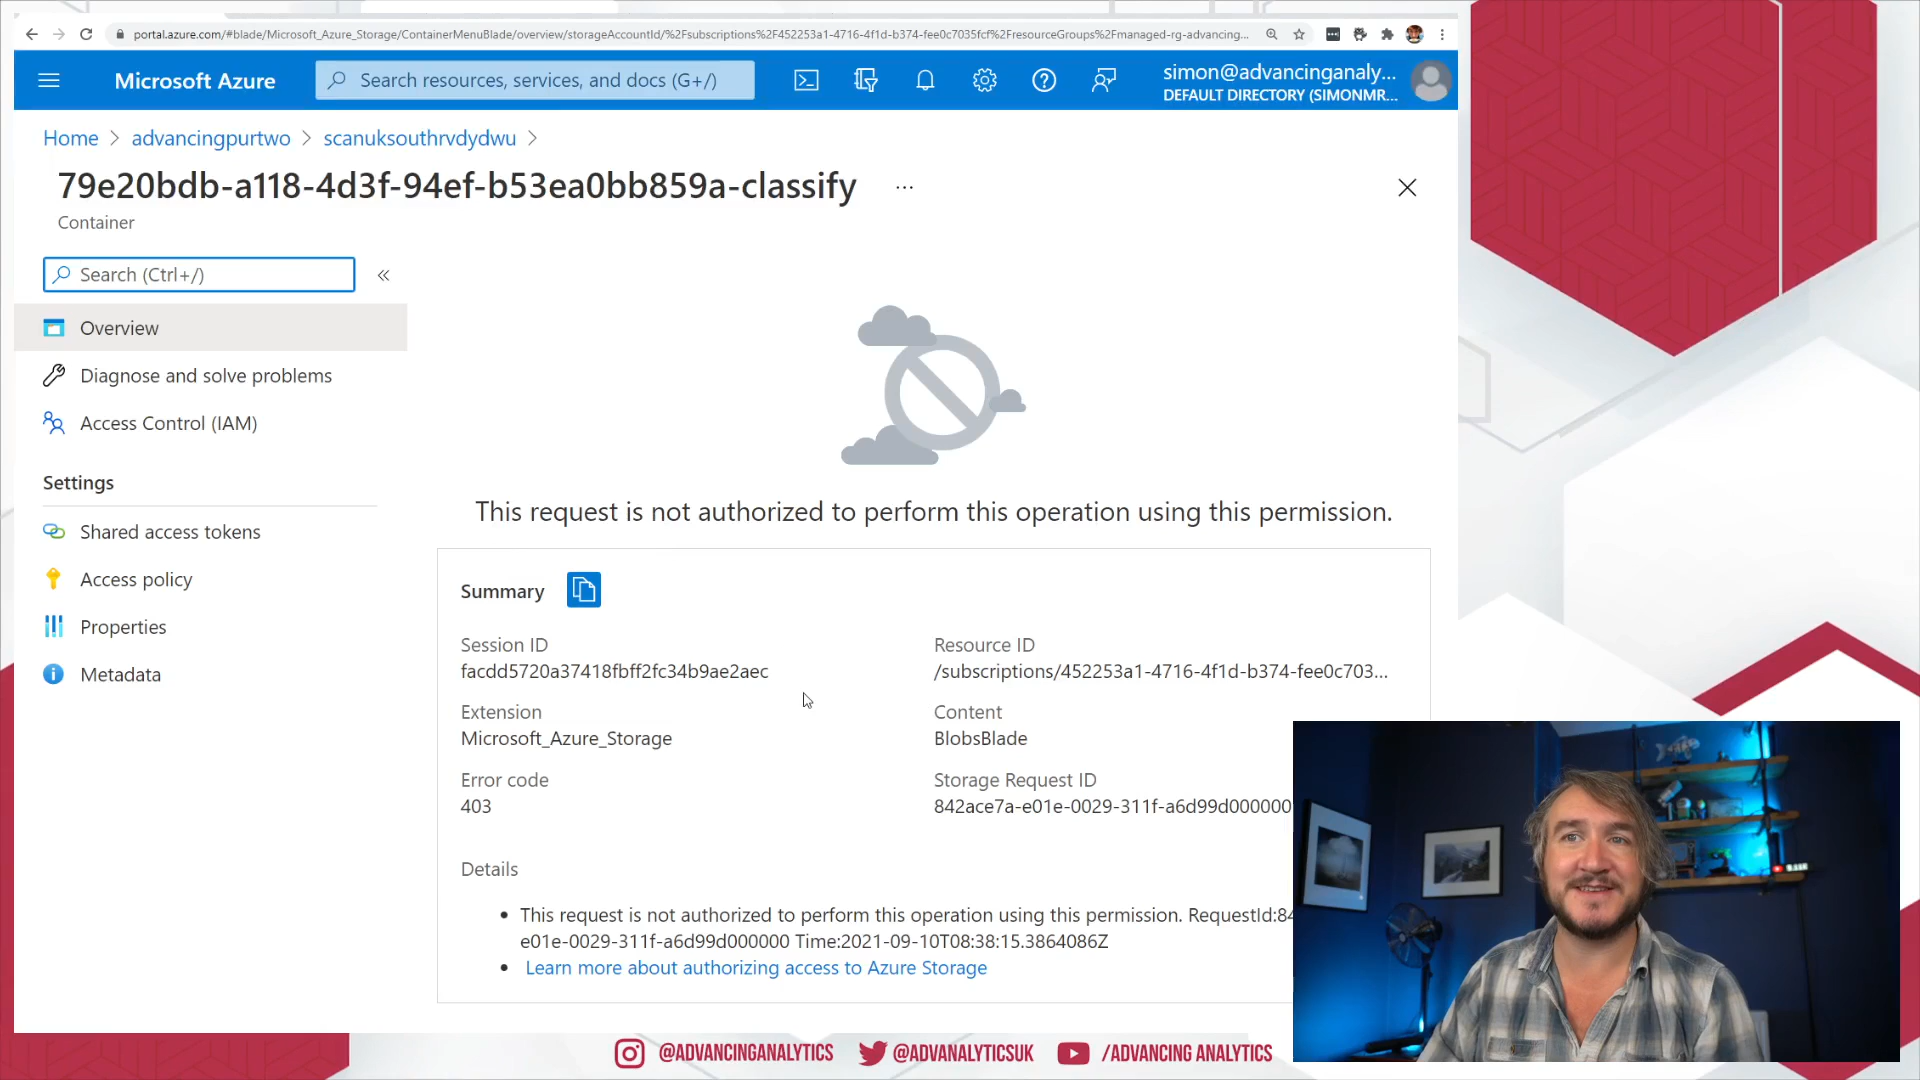 portal.azure.com/#blade/Microsoft_Azure_Storage/ContainerMenuBlade/overview/storageAccountId/%2Fsubscriptions%2F452253a1-4716-4f1d-b374-fee0c7035fcf%2FresourceGroups%2Fmanaged-rg-advancing...
Microsoft Azure
Search resources, services, and docs (G+/)
simon@advancinganaly...
DEFAULT DIRECTORY (SIMONMR...
Home > advancingpurtwo > scanuksouthrvdydwu >
79e20bdb-a118-4d3f-94ef-b53ea0bb859a-classify ...
Container
Search (Ctrl+/)
«
Overview
Diagnose and solve problems
Access Control (IAM)
Settings
Shared access tokens
Access policy
Properties
Metadata
This request is not authorized to perform this operation using this permission.
Summary
Session ID
facdd5720a37418fbff2fc34b9ae2aec
Resource ID
/subscriptions/452253a1-4716-4f1d-b374-fee0c703...
Extension
Microsoft_Azure_Storage
Content
BlobsBlade
Error code
403
Storage Request ID
842ace7a-e01e-0029-311f-a6d99d000000
Details
This request is not authorized to perform this operation using this permission. RequestId:84
e01e-0029-311f-a6d99d000000 Time:2021-09-10T08:38:15.3864086Z
Learn more about authorizing access to Azure Storage
@ADVANCINGANALYTICS
@ADVANALYTICSUK
/ADVANCING ANALYTICS